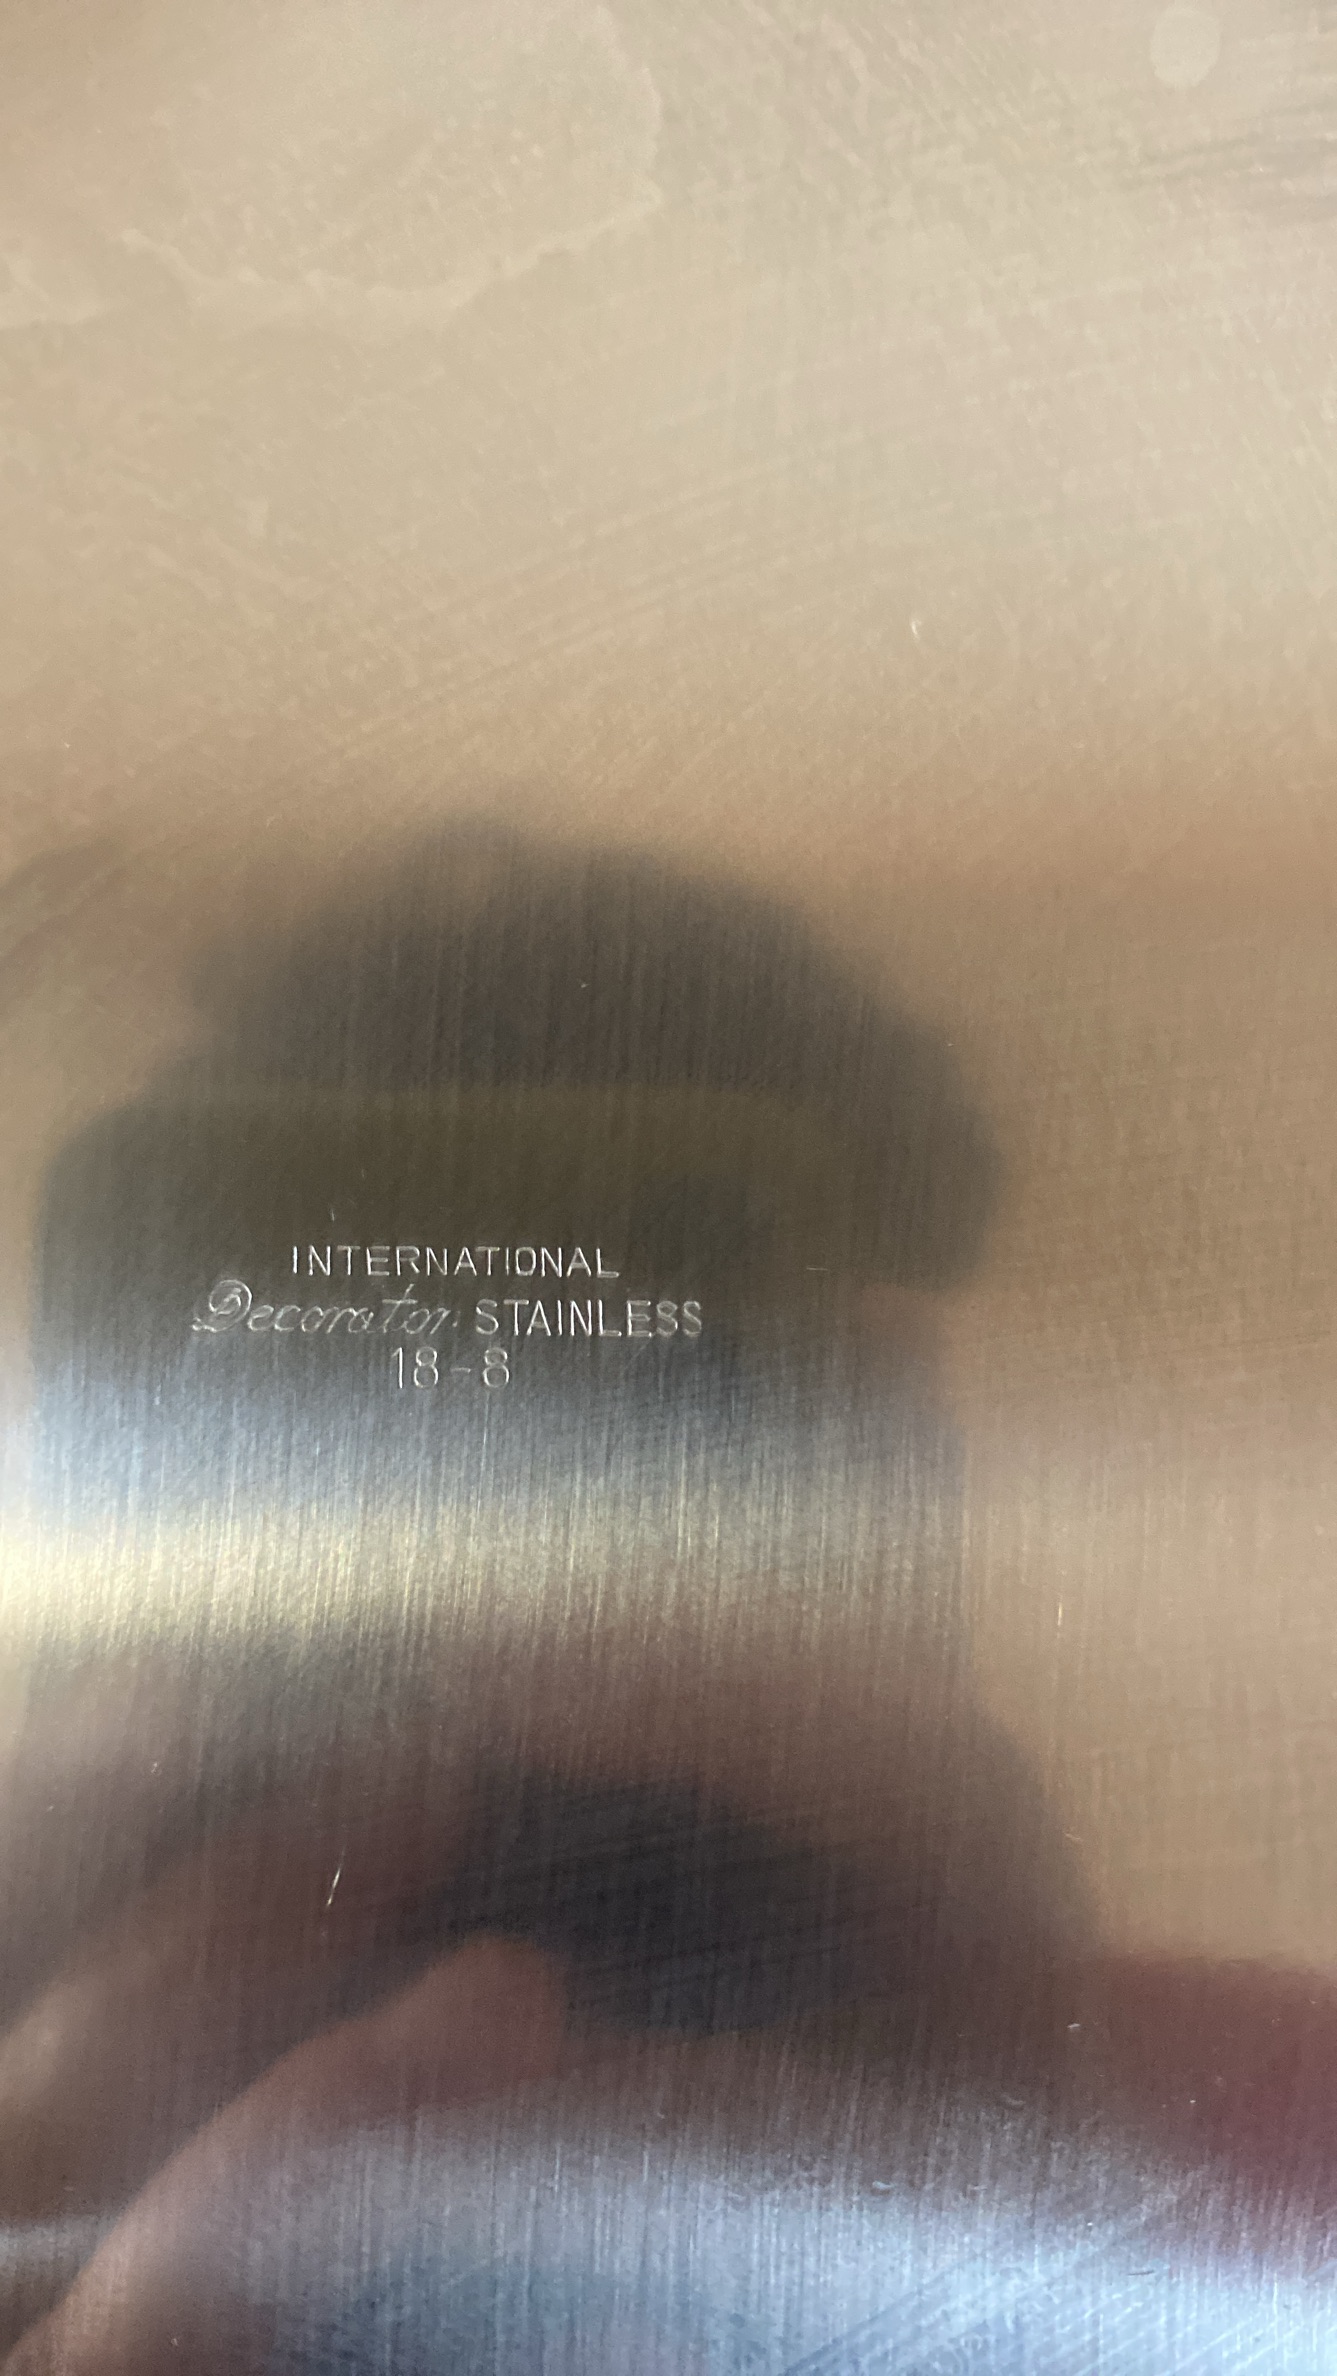 INTERNATIONAL
Decorator STAINLESS
18-8